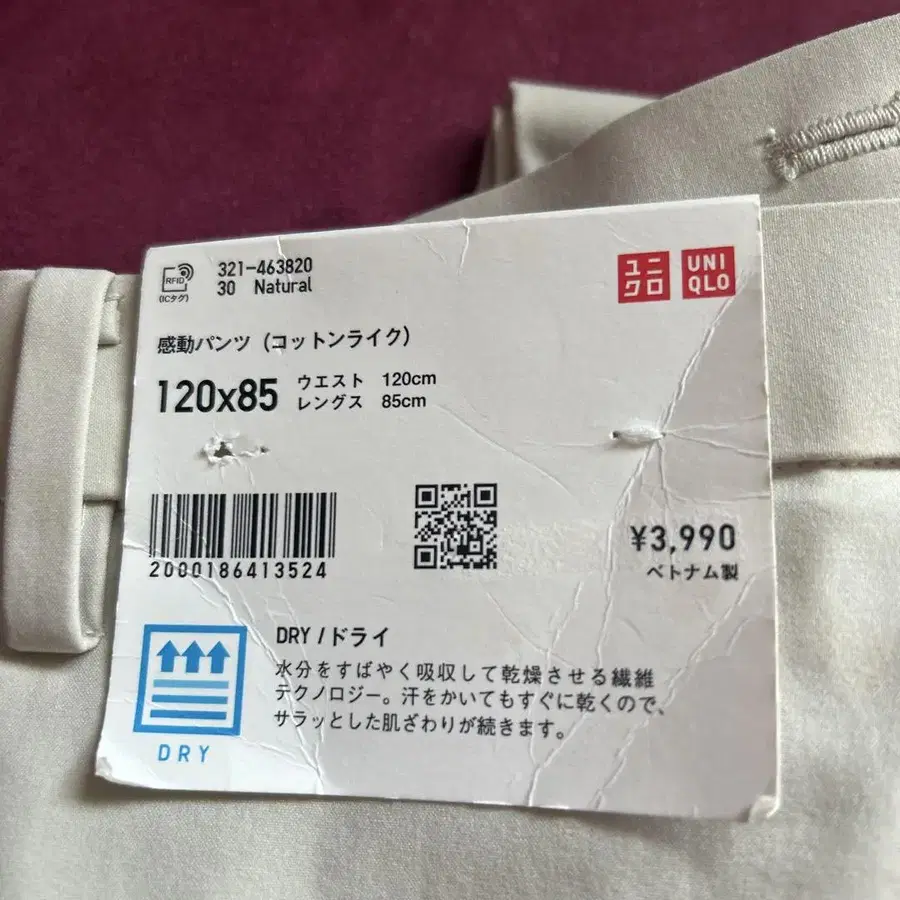 RFID
(ICタグ)
321-463820
30 Natural
ユニ
クロ
UNI
QLO
感動パンツ (コットンライク)
120x85
ウエスト 120cm
レングス 85cm
2000186413524
¥3,990
ベトナム製
DRY
DRY / ドライ
水分をすばやく吸収して乾燥させる繊維
テクノロジー。汗をかいてもすぐに乾くので、
サラッとした肌ざわりが続きます。